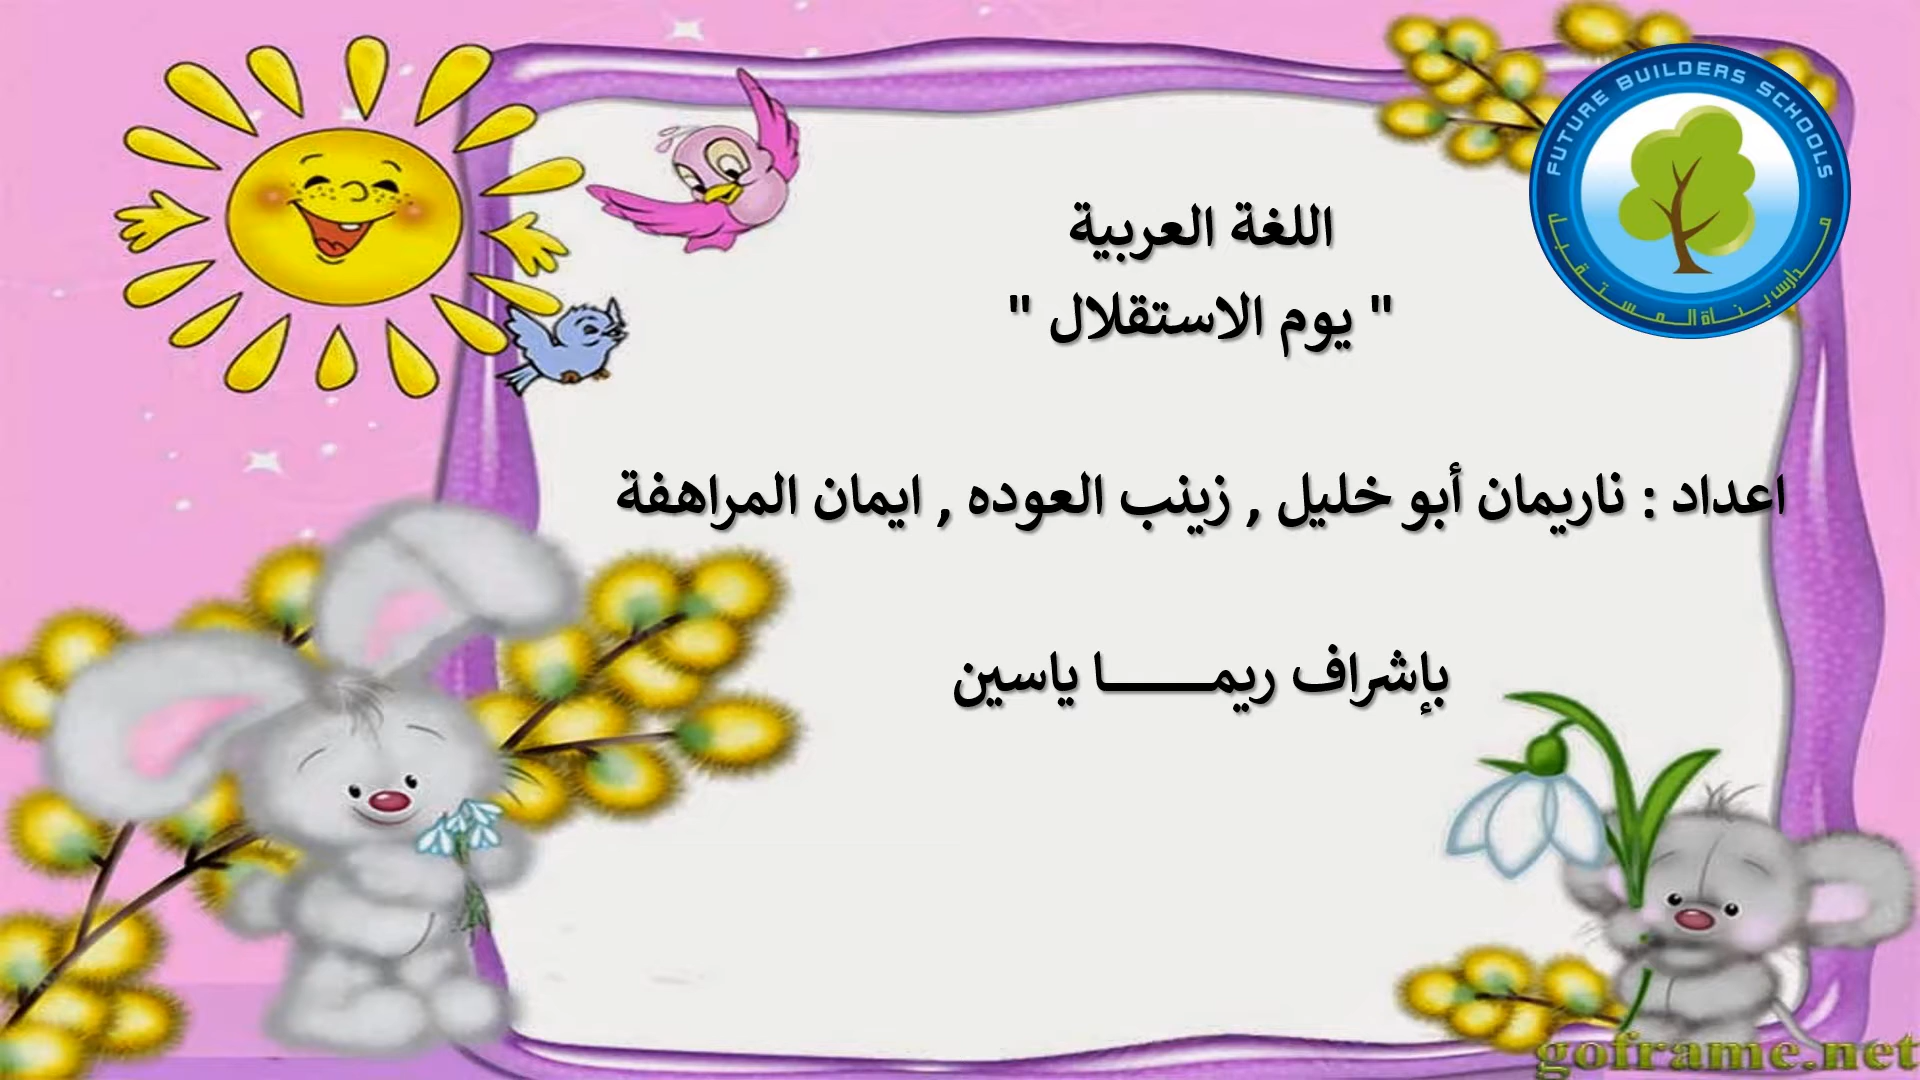 FUTURE BUILDERS SCHOOLS
مدارس بناة المستقبل
اللغة العربية
" يوم الاستقلال "
اعداد : ناريمان أبو خليل , زينب العوده , ايمان المراهفة
بإشراف ريمـــــــا ياسين
goframe.net